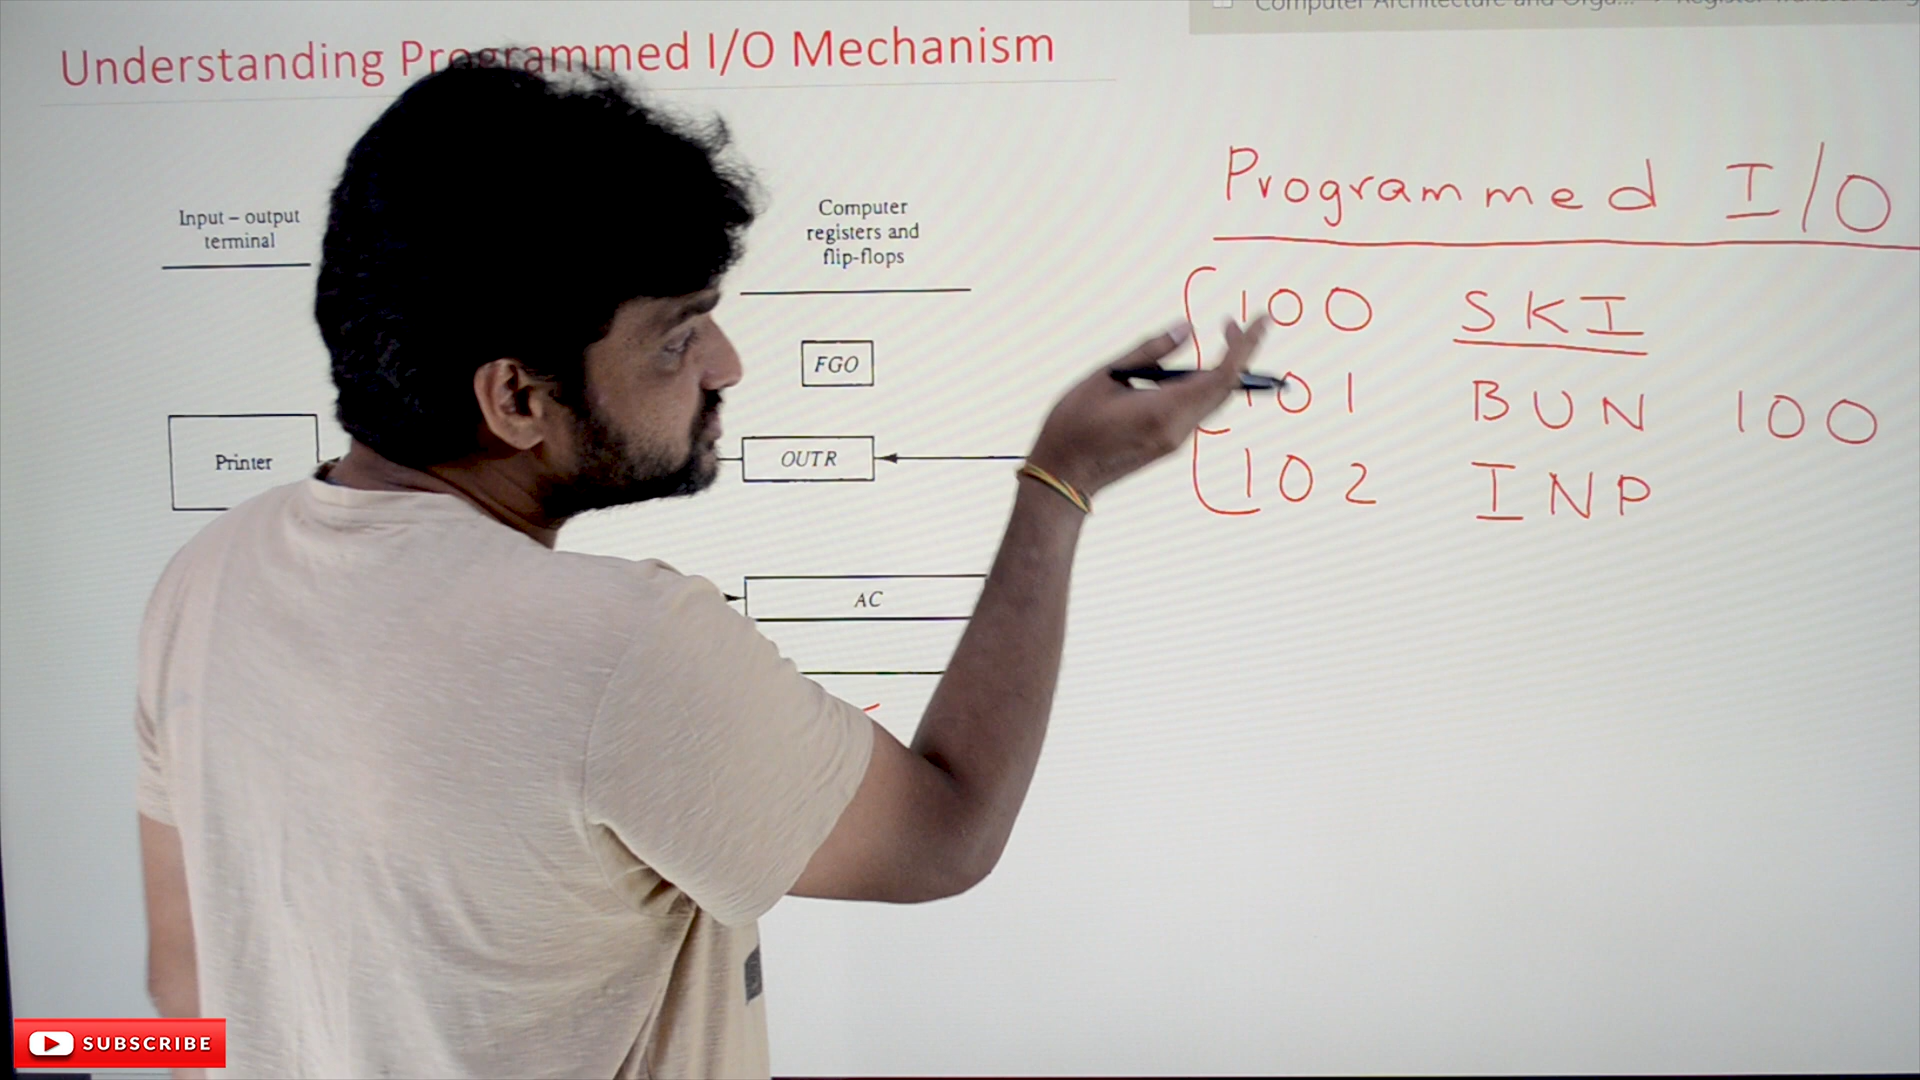 Understanding Programmed I/O Mechanism
Input – output
terminal
Computer
registers and
flip-flops
FGO
Printer
OUTR
AC
Programmed I/O
100 SKI
101 BUN 100
102 INP
SUBSCRIBE